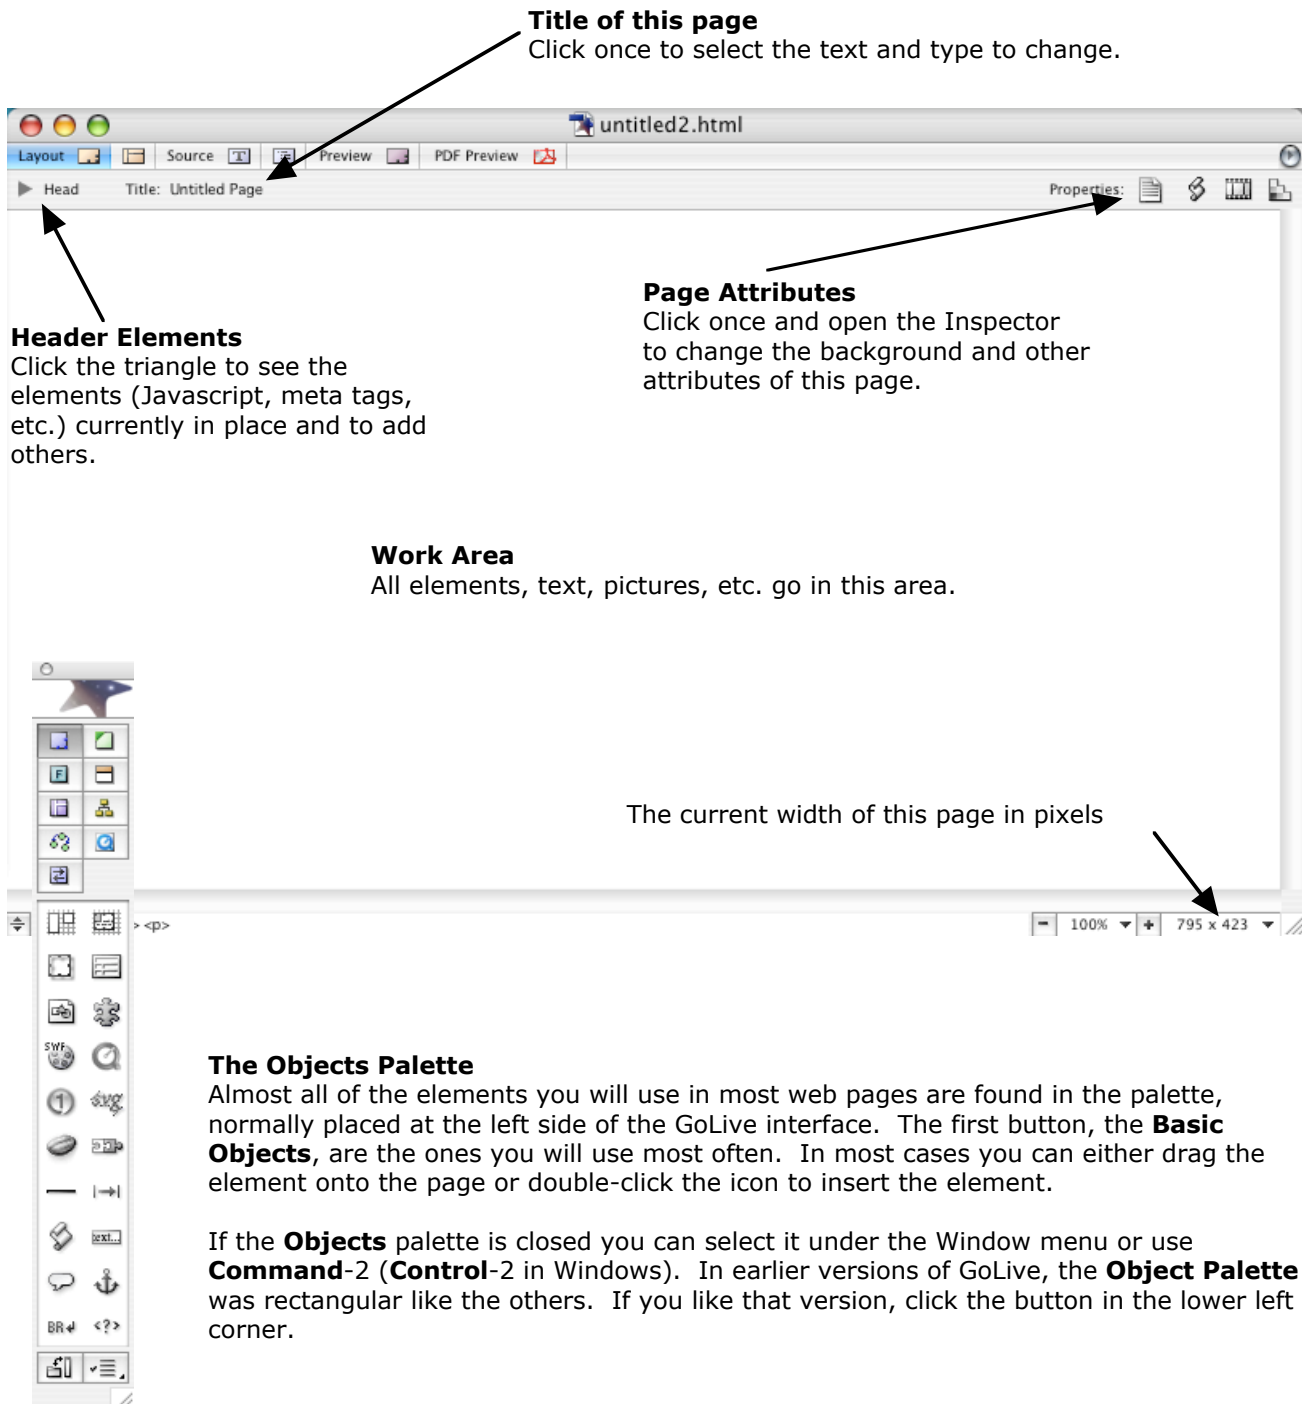 Title of this page
Click once to select the text and type to change.
untitled2.html
Layout Source T Preview PDF Preview
Head Title: Untitled Page Properties:
Page Attributes
Click once and open the Inspector
to change the background and other
attributes of this page.
Header Elements
Click the triangle to see the
elements (Javascript, meta tags,
etc.) currently in place and to add
others.
Work Area
All elements, text, pictures, etc. go in this area.
F
The current width of this page in pixels
> <p> 100% 795 x 423
SWF
1 svg
The Objects Palette
Almost all of the elements you will use in most web pages are found in the palette,
normally placed at the left side of the GoLive interface.  The first button, the Basic
Objects, are the ones you will use most often.  In most cases you can either drag the
element onto the page or double-click the icon to insert the element.
text...
If the Objects palette is closed you can select it under the Window menu or use
Command-2 (Control-2 in Windows).  In earlier versions of GoLive, the Object Palette
was rectangular like the others.  If you like that version, click the button in the lower left
corner.
BR <?>